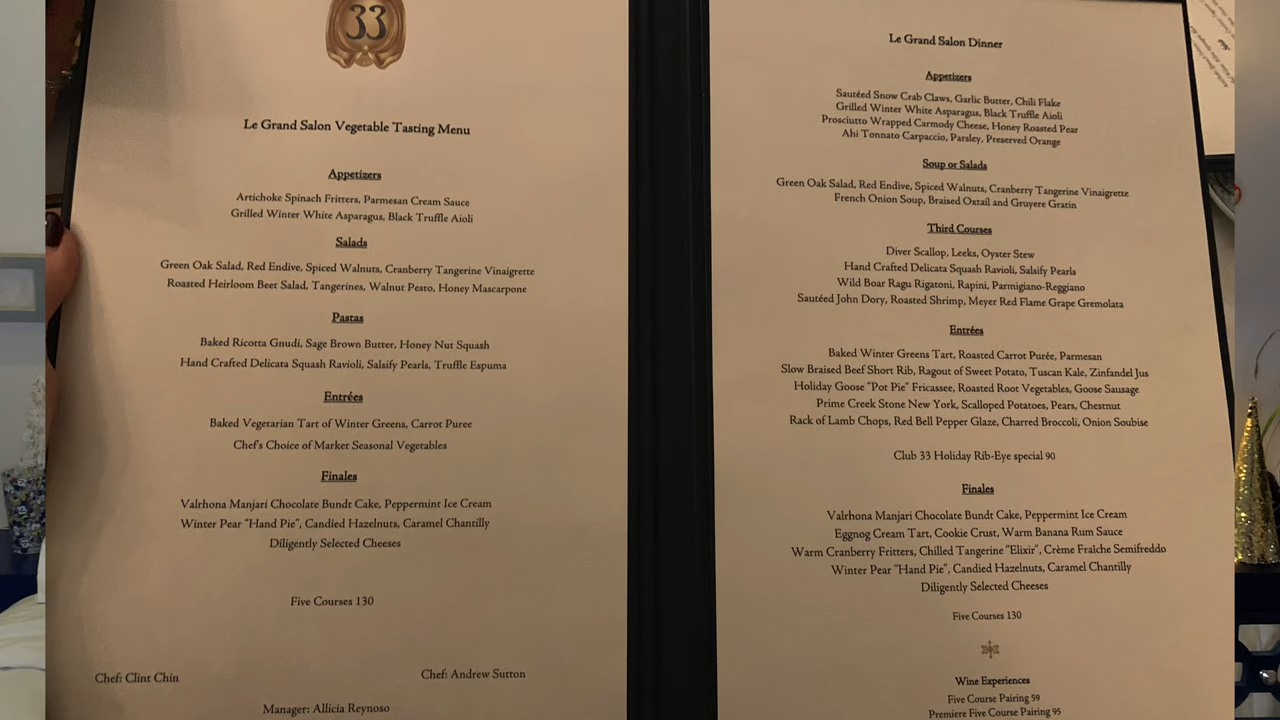 33
Le Grand Salon Vegetable Tasting Menu
Appetizers
Artichoke Spinach Fritters, Parmesan Cream Sauce
Grilled Winter White Asparagus, Black Truffle Aioli
Salads
Green Oak Salad, Red Endive, Spiced Walnuts, Cranberry Tangerine Vinaigrette
Roasted Heirloom Beet Salad, Tangerines, Walnut Pesto, Honey Mascarpone
Pastas
Baked Ricotta Gnudi, Sage Brown Butter, Honey Nut Squash
Hand Crafted Delicata Squash Ravioli, Salsify Pearls, Truffle Espuma
Entrées
Baked Vegetarian Tart of Winter Greens, Carrot Puree
Chef's Choice of Market Seasonal Vegetables
Finales
Valrhona Manjari Chocolate Bundt Cake, Peppermint Ice Cream
Winter Pear "Hand Pie", Candied Hazelnuts, Caramel Chantilly
Diligently Selected Cheeses
Five Courses 130
Chef: Clint Chin
Chef: Andrew Sutton
Manager: Allicia Reynoso
Le Grand Salon Dinner
Appetizers
Sautéed Snow Crab Claws, Garlic Butter, Chili Flake
Grilled Winter White Asparagus, Black Truffle Aioli
Prosciutto Wrapped Carmody Cheese, Honey Roasted Pear
Ahi Tonnato Carpaccio, Parsley, Preserved Orange
Soup or Salads
Green Oak Salad, Red Endive, Spiced Walnuts, Cranberry Tangerine Vinaigrette
French Onion Soup, Braised Oxtail and Gruyere Gratin
Third Courses
Diver Scallop, Leeks, Oyster Stew
Hand Crafted Delicata Squash Ravioli, Salsify Pearls
Wild Boar Ragu Rigatoni, Rapini, Parmigiano-Reggiano
Sautéed John Dory, Roasted Shrimp, Meyer Red Flame Grape Gremolata
Entrées
Baked Winter Greens Tart, Roasted Carrot Purée, Parmesan
Slow Braised Beef Short Rib, Ragout of Sweet Potato, Tuscan Kale, Zinfandel Jus
Holiday Goose "Pot Pie" Fricassee, Roasted Root Vegetables, Goose Sausage
Prime Creek Stone New York, Scalloped Potatoes, Pears, Chestnut
Rack of Lamb Chops, Red Bell Pepper Glaze, Charred Broccoli, Onion Soubise
Club 33 Holiday Rib-Eye special 90
Finales
Valrhona Manjari Chocolate Bundt Cake, Peppermint Ice Cream
Eggnog Cream Tart, Cookie Crust, Warm Banana Rum Sauce
Warm Cranberry Fritters, Chilled Tangerine "Elixir", Crème Fraîche Semifreddo
Winter Pear "Hand Pie", Candied Hazelnuts, Caramel Chantilly
Diligently Selected Cheeses
Five Courses 130
Wine Experiences
Five Course Pairing 59
Premiere Five Course Pairing 95